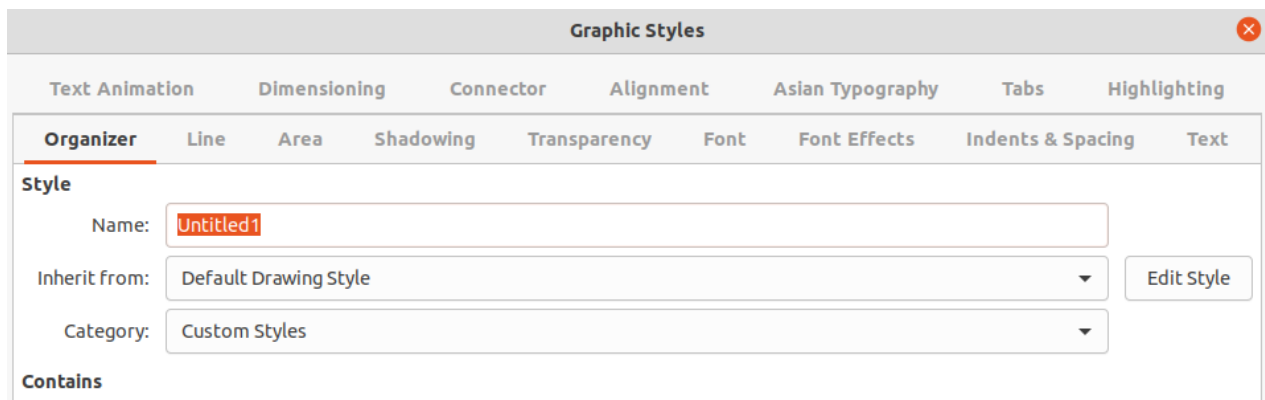 Graphic Styles
Text Animation Dimensioning Connector Alignment Asian Typography Tabs Highlighting
Organizer Line Area Shadowing Transparency Font Font Effects Indents & Spacing Text
Style
Name: Untitled1
Inherit from: Default Drawing Style Edit Style
Category: Custom Styles
Contains